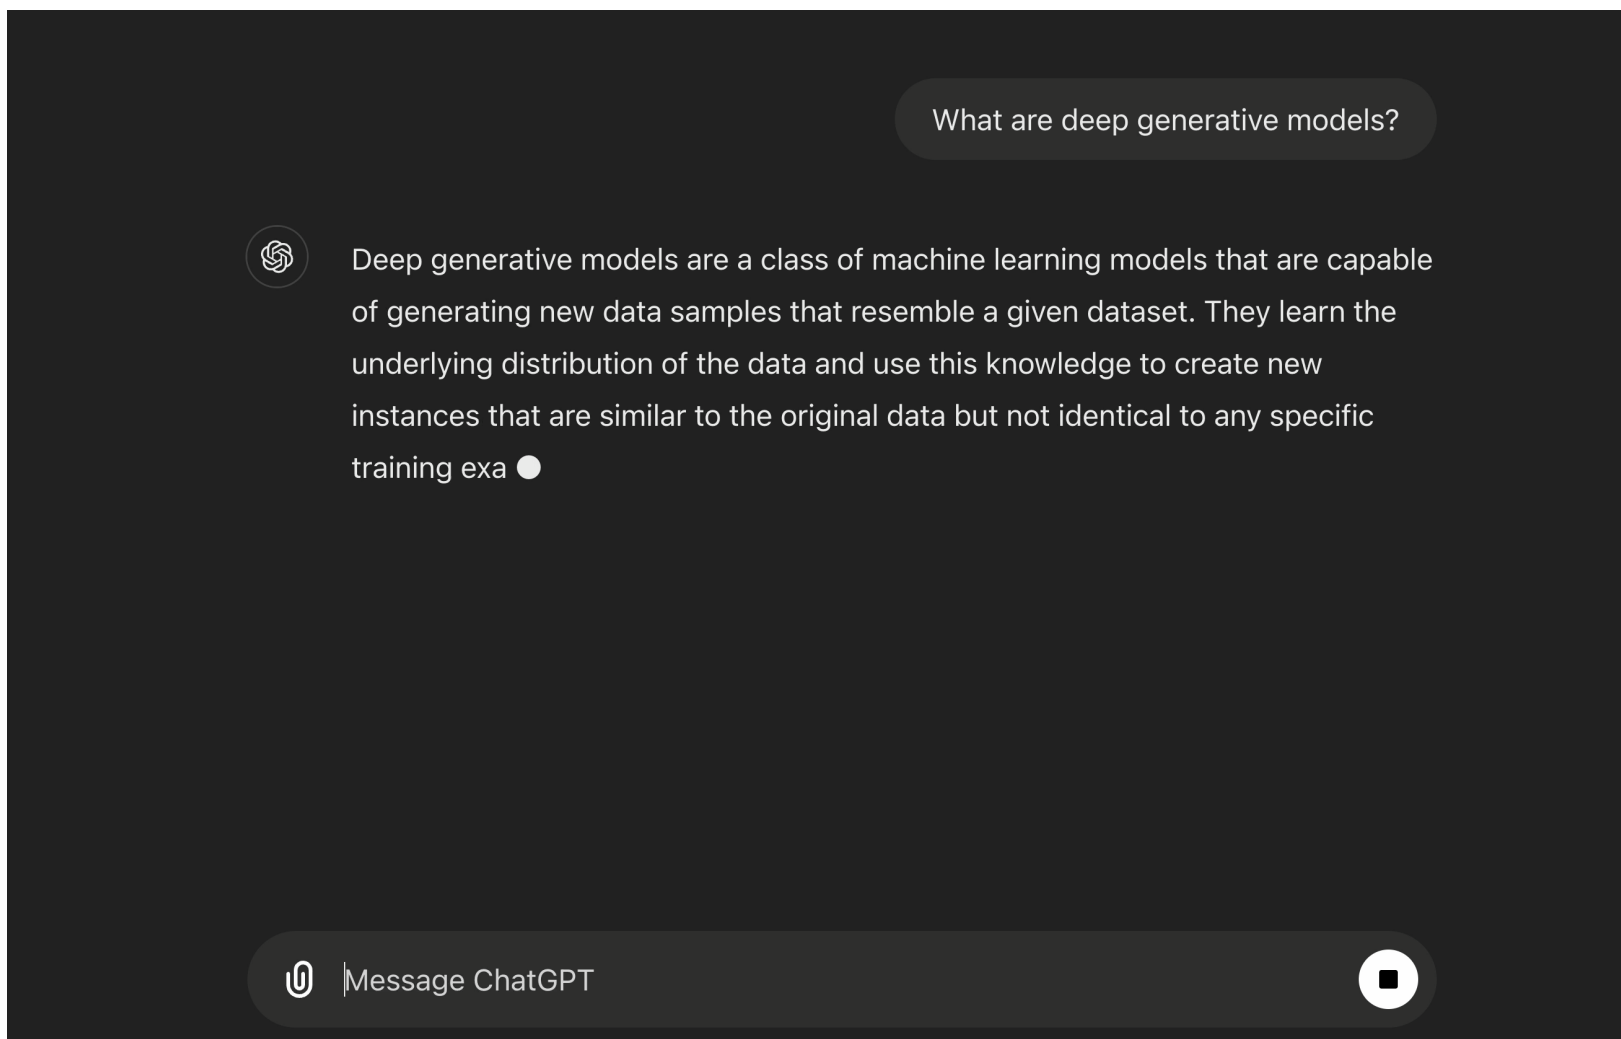 What are deep generative models?
Deep generative models are a class of machine learning models that are capable
of generating new data samples that resemble a given dataset. They learn the
underlying distribution of the data and use this knowledge to create new
instances that are similar to the original data but not identical to any specific
training exa
Message ChatGPT